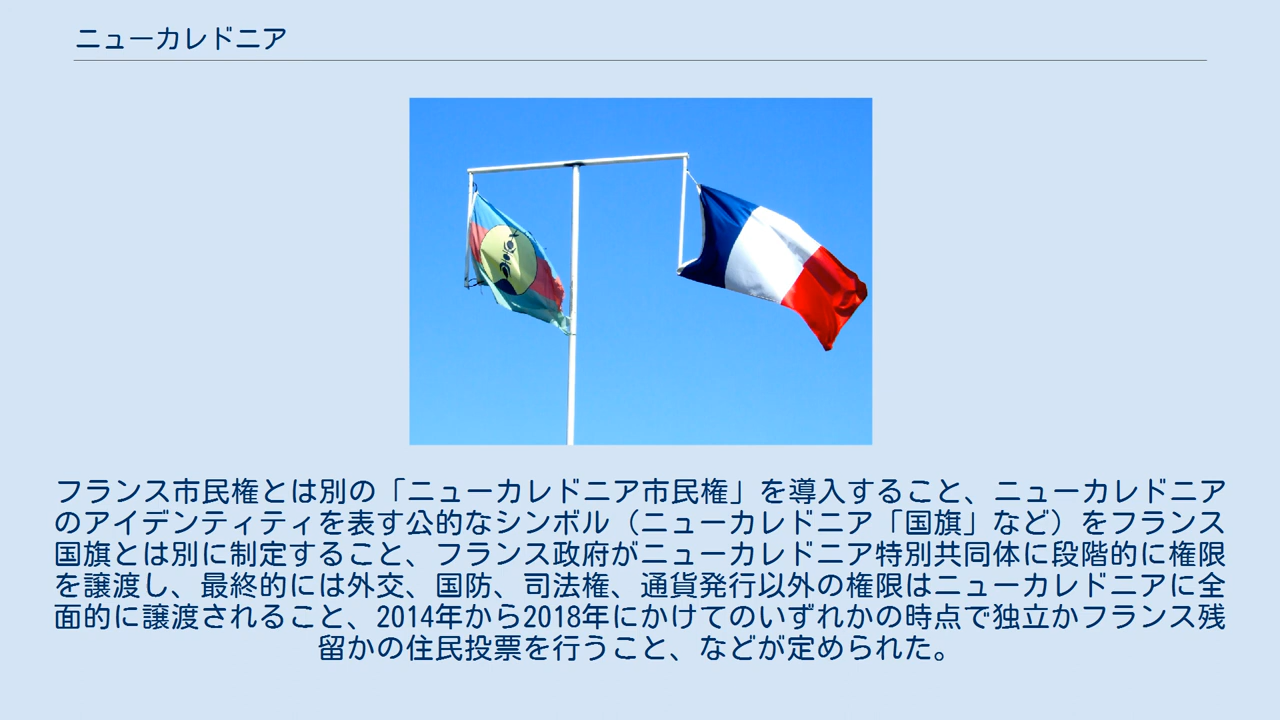 ニューカレドニア
フランス市民権とは別の「ニューカレドニア市民権」を導入すること、ニューカレドニア
のアイデンティティを表す公的なシンボル（ニューカレドニア「国旗」など）をフランス
国旗とは別に制定すること、フランス政府がニューカレドニア特別共同体に段階的に権限
を譲渡し、最終的には外交、国防、司法権、通貨発行以外の権限はニューカレドニアに全
面的に譲渡されること、2014年から2018年にかけてのいずれかの時点で独立かフランス残
留かの住民投票を行うこと、などが定められた。